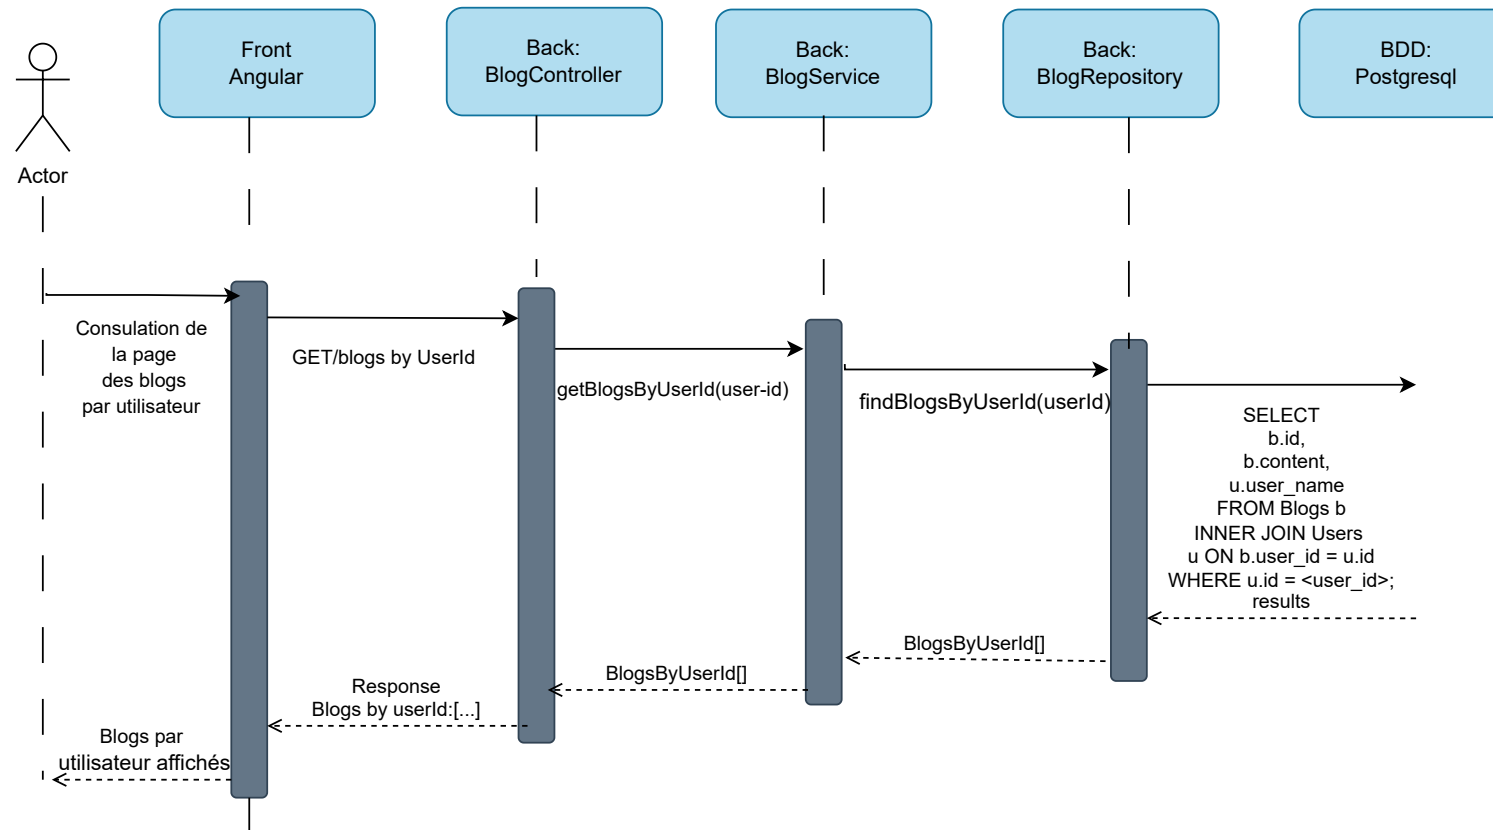 Front
Angular
Back:
BlogController
Back:
BlogService
Back:
BlogRepository
BDD:
Postgresql
Actor
Consulation de
la page
des blogs
par utilisateur
GET/blogs by UserId
getBlogsByUserId(user-id)
findBlogsByUserId(userId)
SELECT
b.id,
b.content,
u.user_name
FROM Blogs b
INNER JOIN Users
u ON b.user_id = u.id
WHERE u.id = <user_id>;
results
BlogsByUserId[]
BlogsByUserId[]
Response
Blogs by userId:[...]
Blogs par
utilisateur affichés